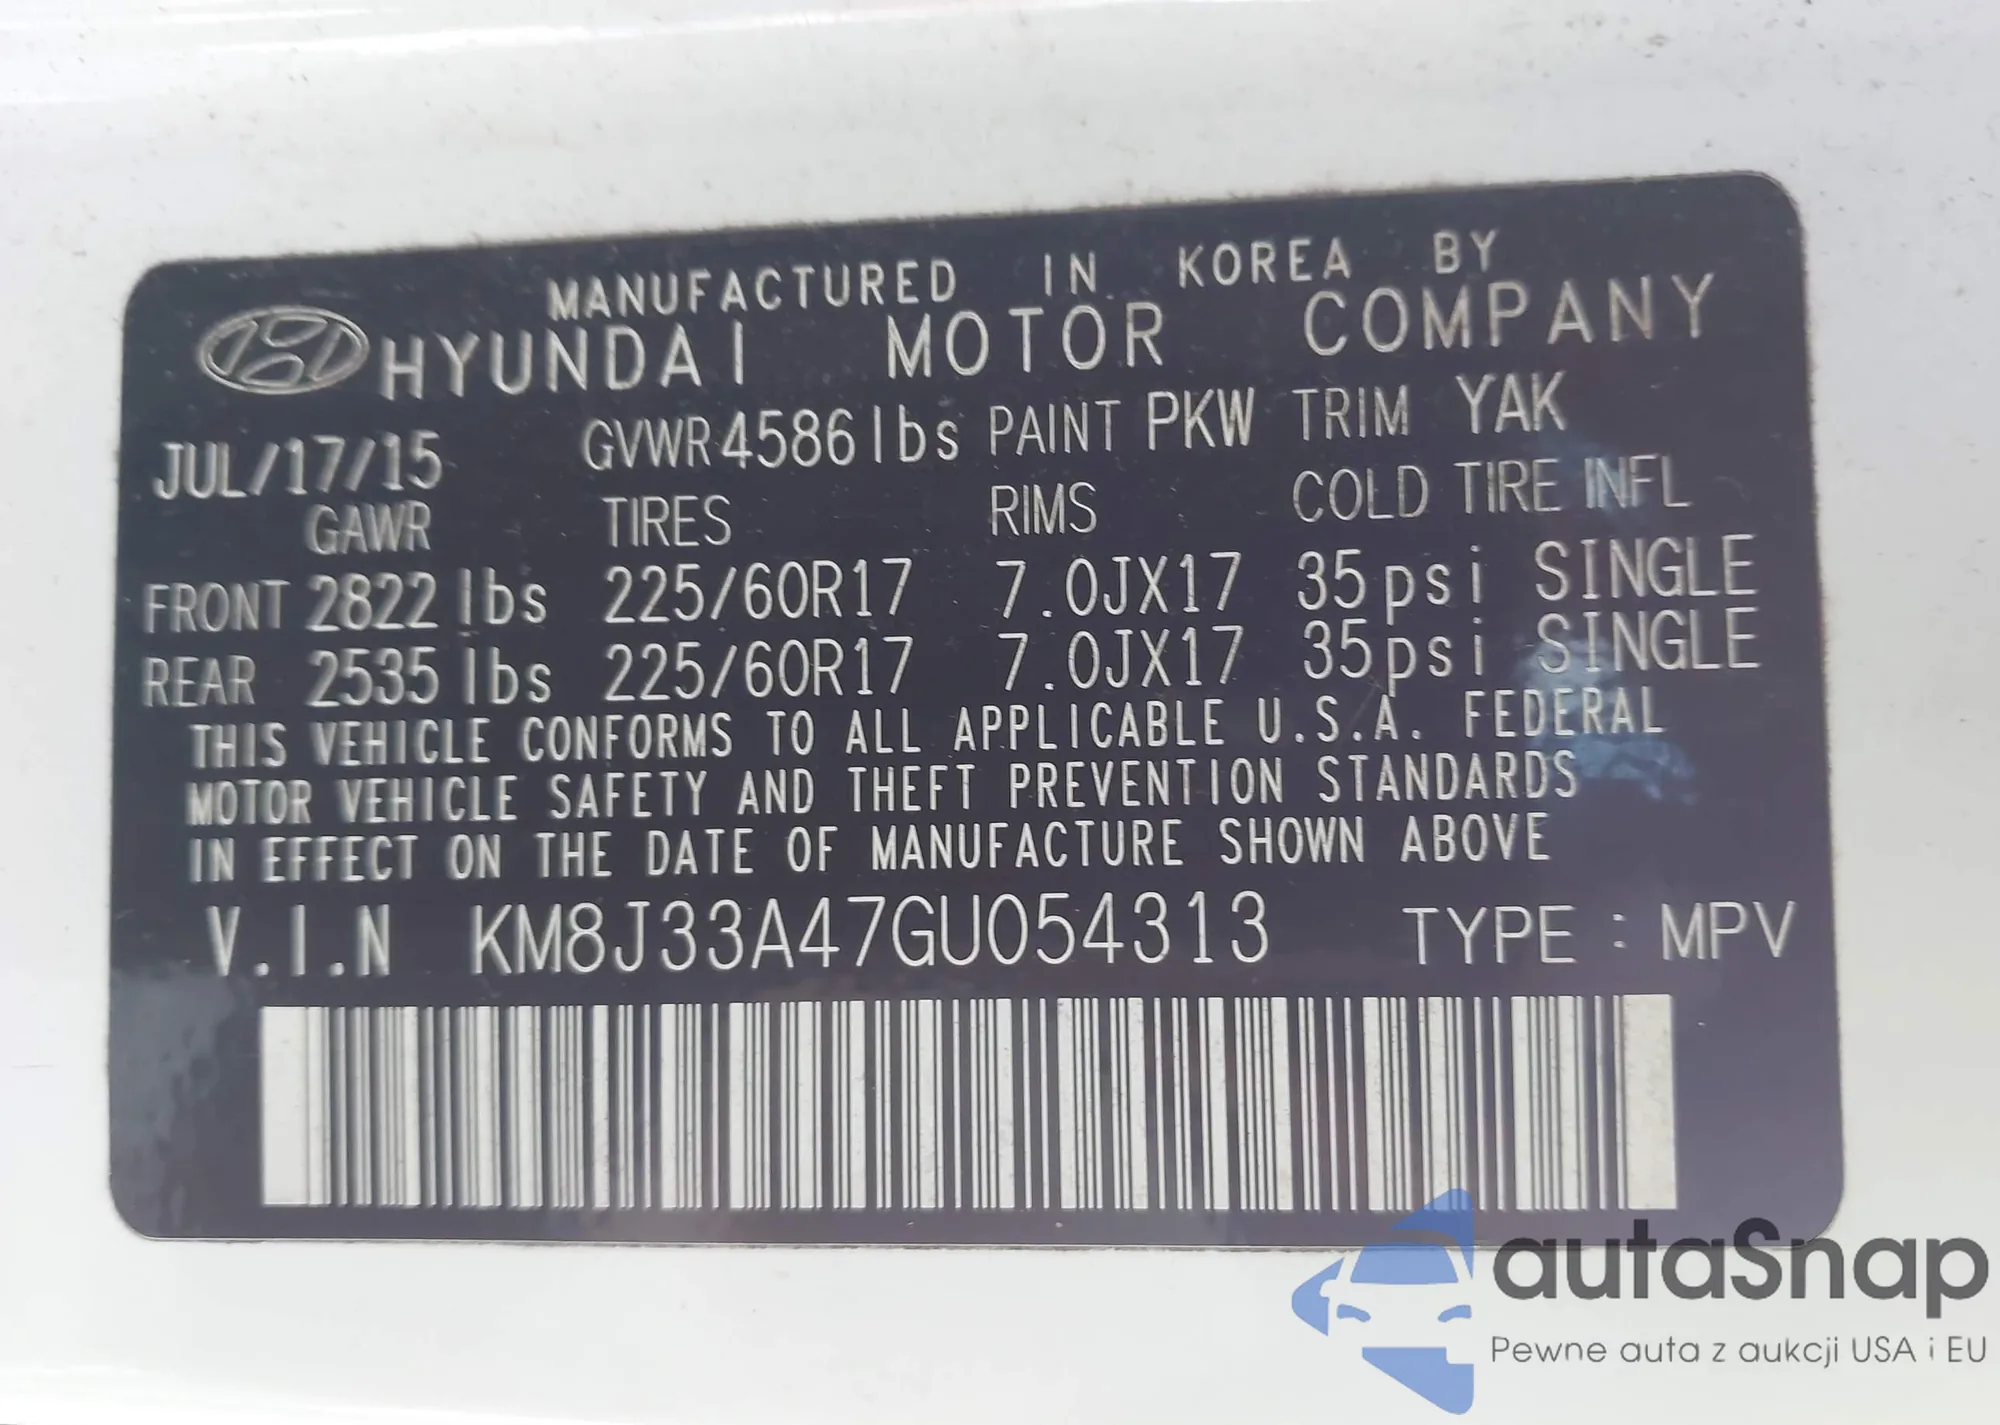 MANUFACTURED IN KOREA BY
HYUNDAI MOTOR COMPANY
JUL/17/15 GVWR 4586lbs PAINT PKW TRIM YAK
GAWR TIRES RIMS COLD TIRE INFL
FRONT 2822 lbs 225/60R17 7.0JX17 35psi SINGLE
REAR 2535 lbs 225/60R17 7.0JX17 35psi SINGLE
THIS VEHICLE CONFORMS TO ALL APPLICABLE U.S.A. FEDERAL
MOTOR VEHICLE SAFETY AND THEFT PREVENTION STANDARDS
IN EFFECT ON THE DATE OF MANUFACTURE SHOWN ABOVE
V.I.N KM8J33A47GU054313 TYPE : MPV
autaSnap
Pewne auta z aukcji USA i EU